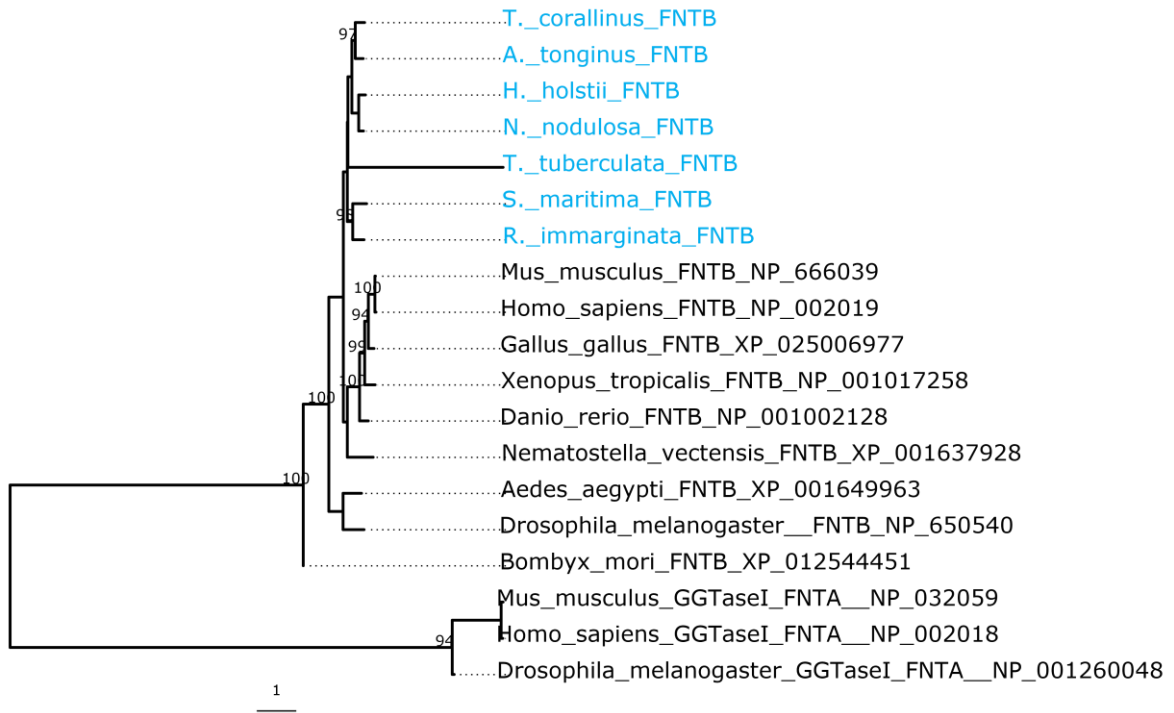 T._corallinus_FNTB
97
A._tonginus_FNTB
H._holstii_FNTB
N._nodulosa_FNTB
T._tuberculata_FNTB
S._maritima_FNTB
R._immarginata_FNTB
Mus_musculus_FNTB_NP_666039
100
Homo_sapiens_FNTB_NP_002019
94
Gallus_gallus_FNTB_XP_025006977
99
Xenopus_tropicalis_FNTB_NP_001017258
100
Danio_rerio_FNTB_NP_001002128
Nematostella_vectensis_FNTB_XP_001637928
100
Aedes_aegypti_FNTB_XP_001649963
Drosophila_melanogaster__FNTB_NP_650540
Bombyx_mori_FNTB_XP_012544451
Mus_musculus_GGTaseI_FNTA__NP_032059
Homo_sapiens_GGTaseI_FNTA__NP_002018
94
Drosophila_melanogaster_GGTaseI_FNTA__NP_001260048
1